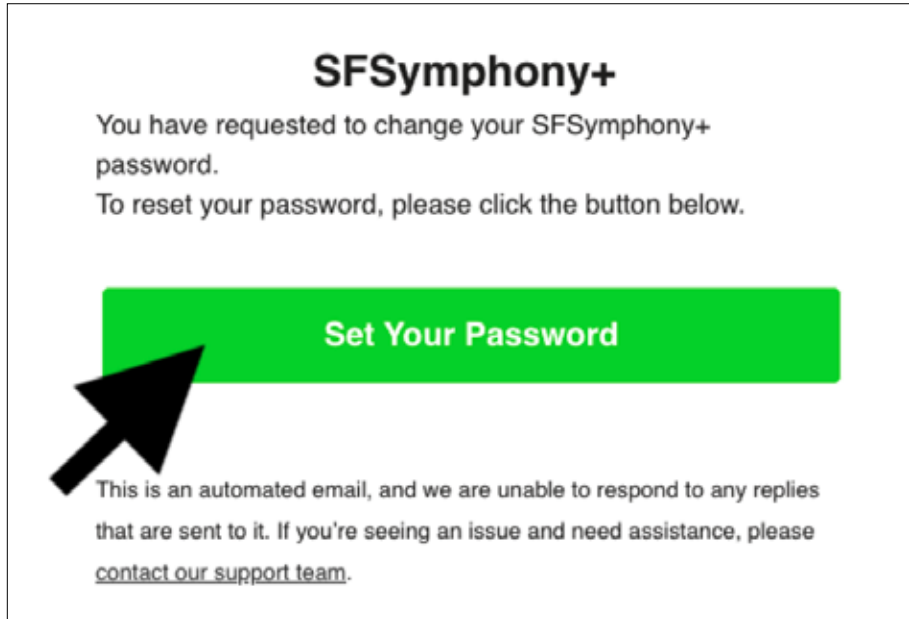 SFSymphony+
You have requested to change your SFSymphony+
password.
To reset your password, please click the button below.
Set Your Password
This is an automated email, and we are unable to respond to any replies
that are sent to it. If you're seeing an issue and need assistance, please
contact our support team.